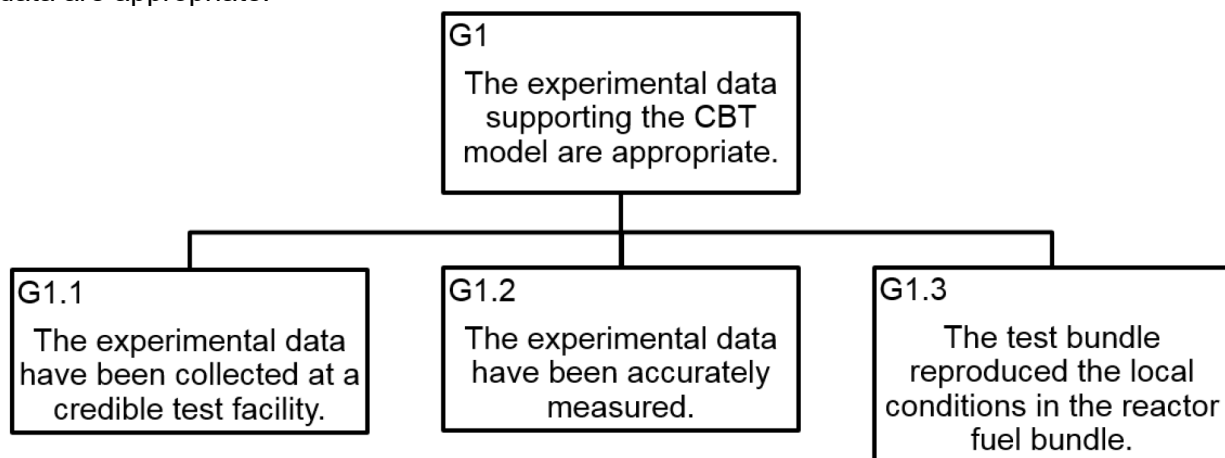 data are appropriate.
G1
The experimental data
supporting the CBT
model are appropriate.
G1.1
The experimental data
have been collected at a
credible test facility.
G1.2
The experimental data
have been accurately
measured.
G1.3
The test bundle
reproduced the local
conditions in the reactor
fuel bundle.